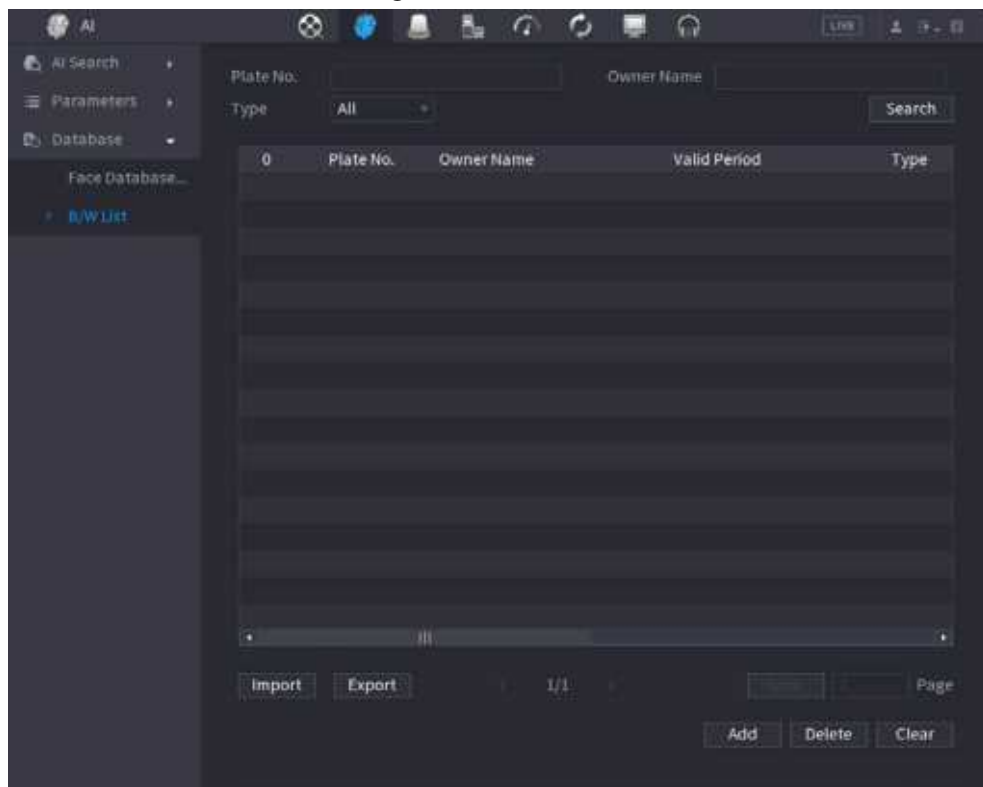 AI
LIVE
AI Search
Parameters
Database
Face Database...
B/W List
Plate No.
Owner Name
Type All
Search
0 Plate No. Owner Name Valid Period Type
Import Export 1/1 Page
Add Delete Clear